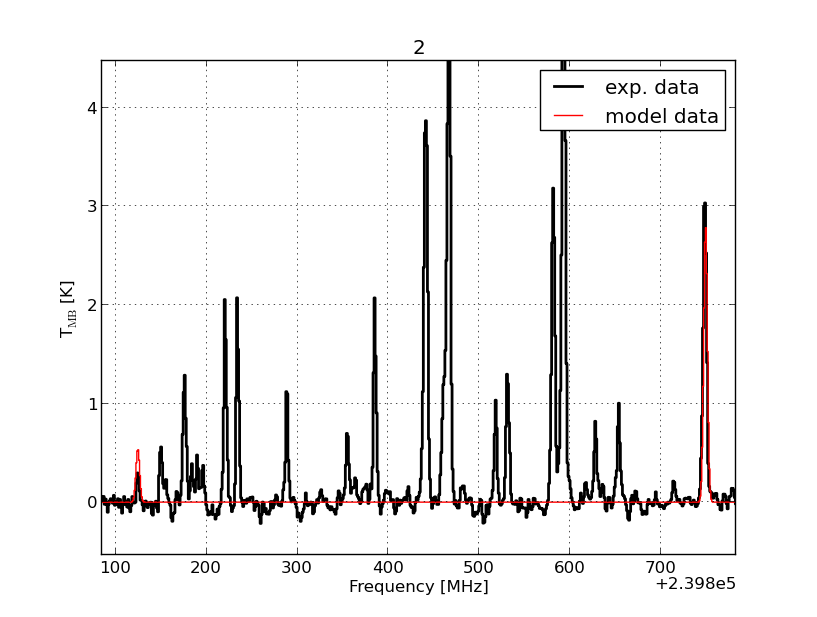 2
exp. data
model data
4
3
2
1
0
T_MB [K]
100 200 300 400 500 600 700
Frequency [MHz]
+2.398e5